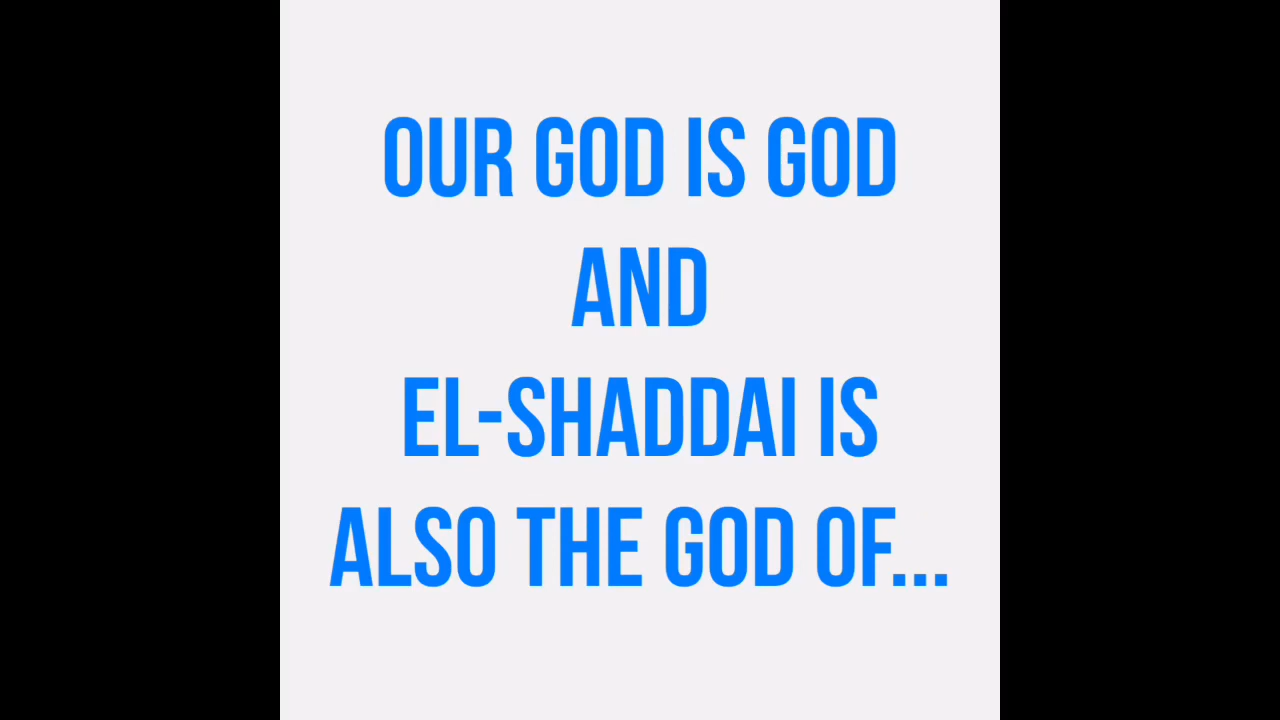 OUR GOD IS GOD
AND
EL-SHADDAI IS
ALSO THE GOD OF...